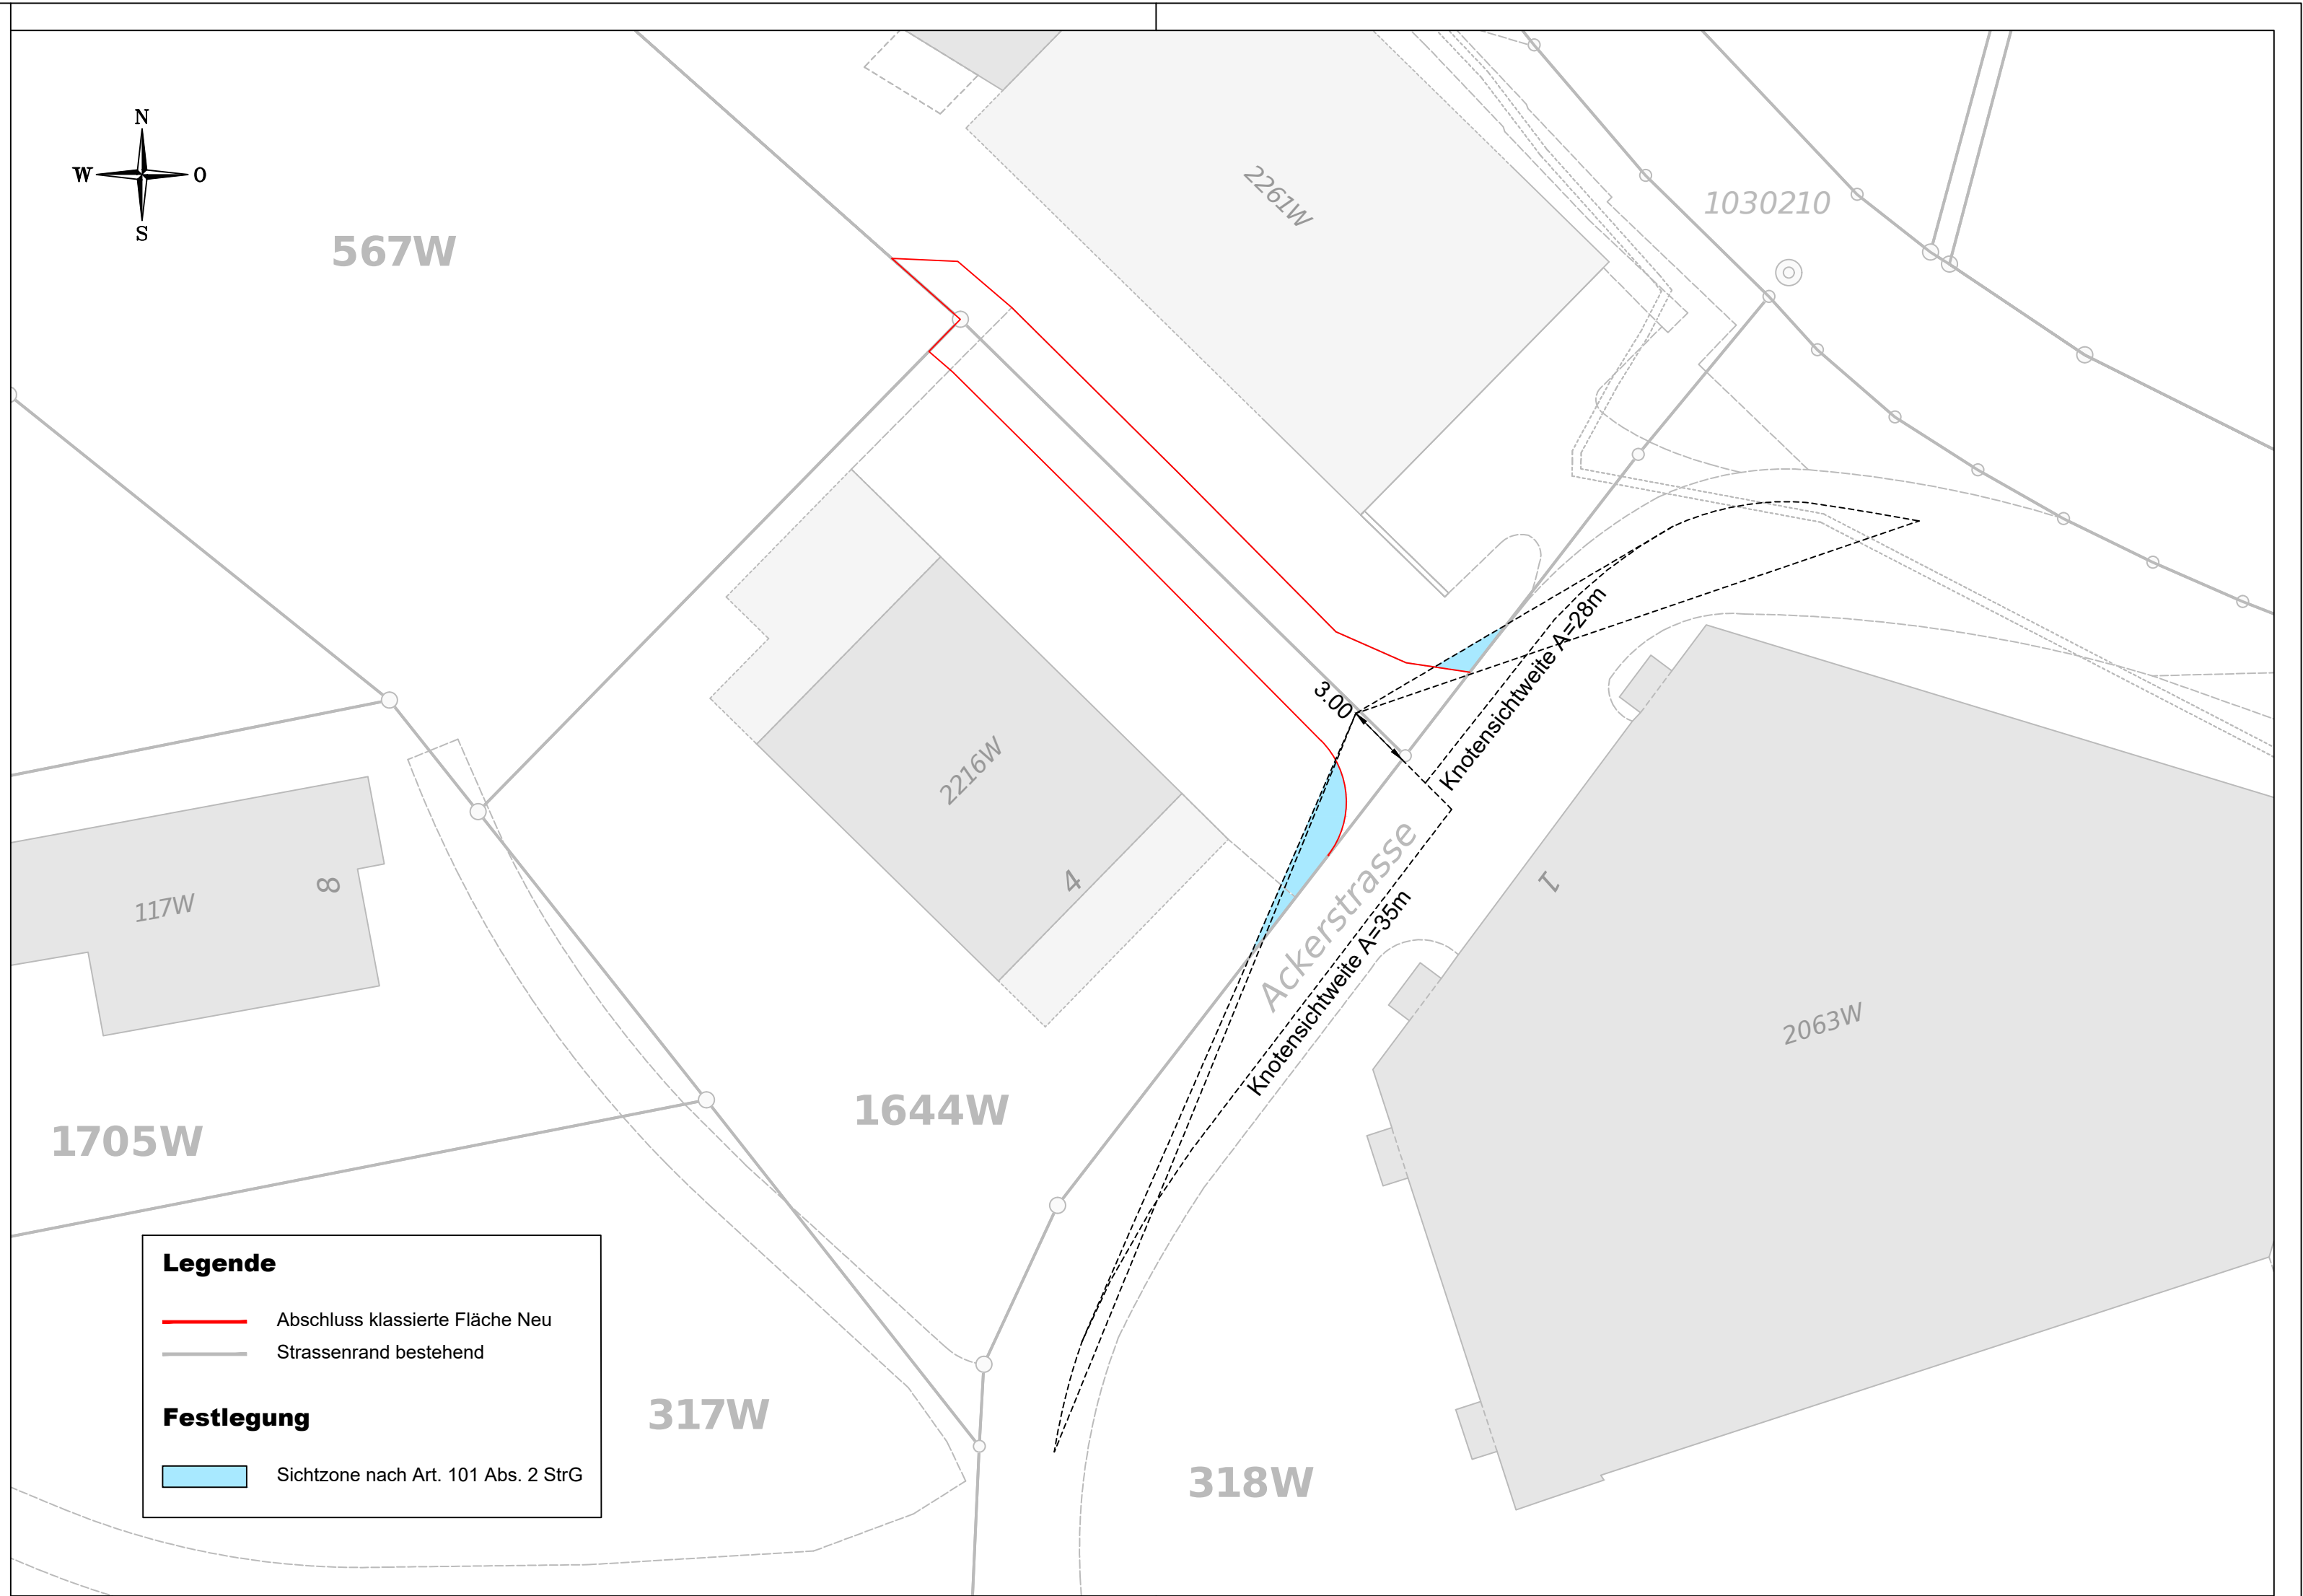 N
W
O
S
567W
2261W
1030210
3.00
Knotensichtweite A=28m
2216W
4
117W
8
Ackerstrasse
1
Knotensichtweite A=35m
2063W
1644W
1705W
317W
318W
Legende
Abschluss klassierte Fläche Neu
Strassenrand bestehend
Festlegung
Sichtzone nach Art. 101 Abs. 2 StrG